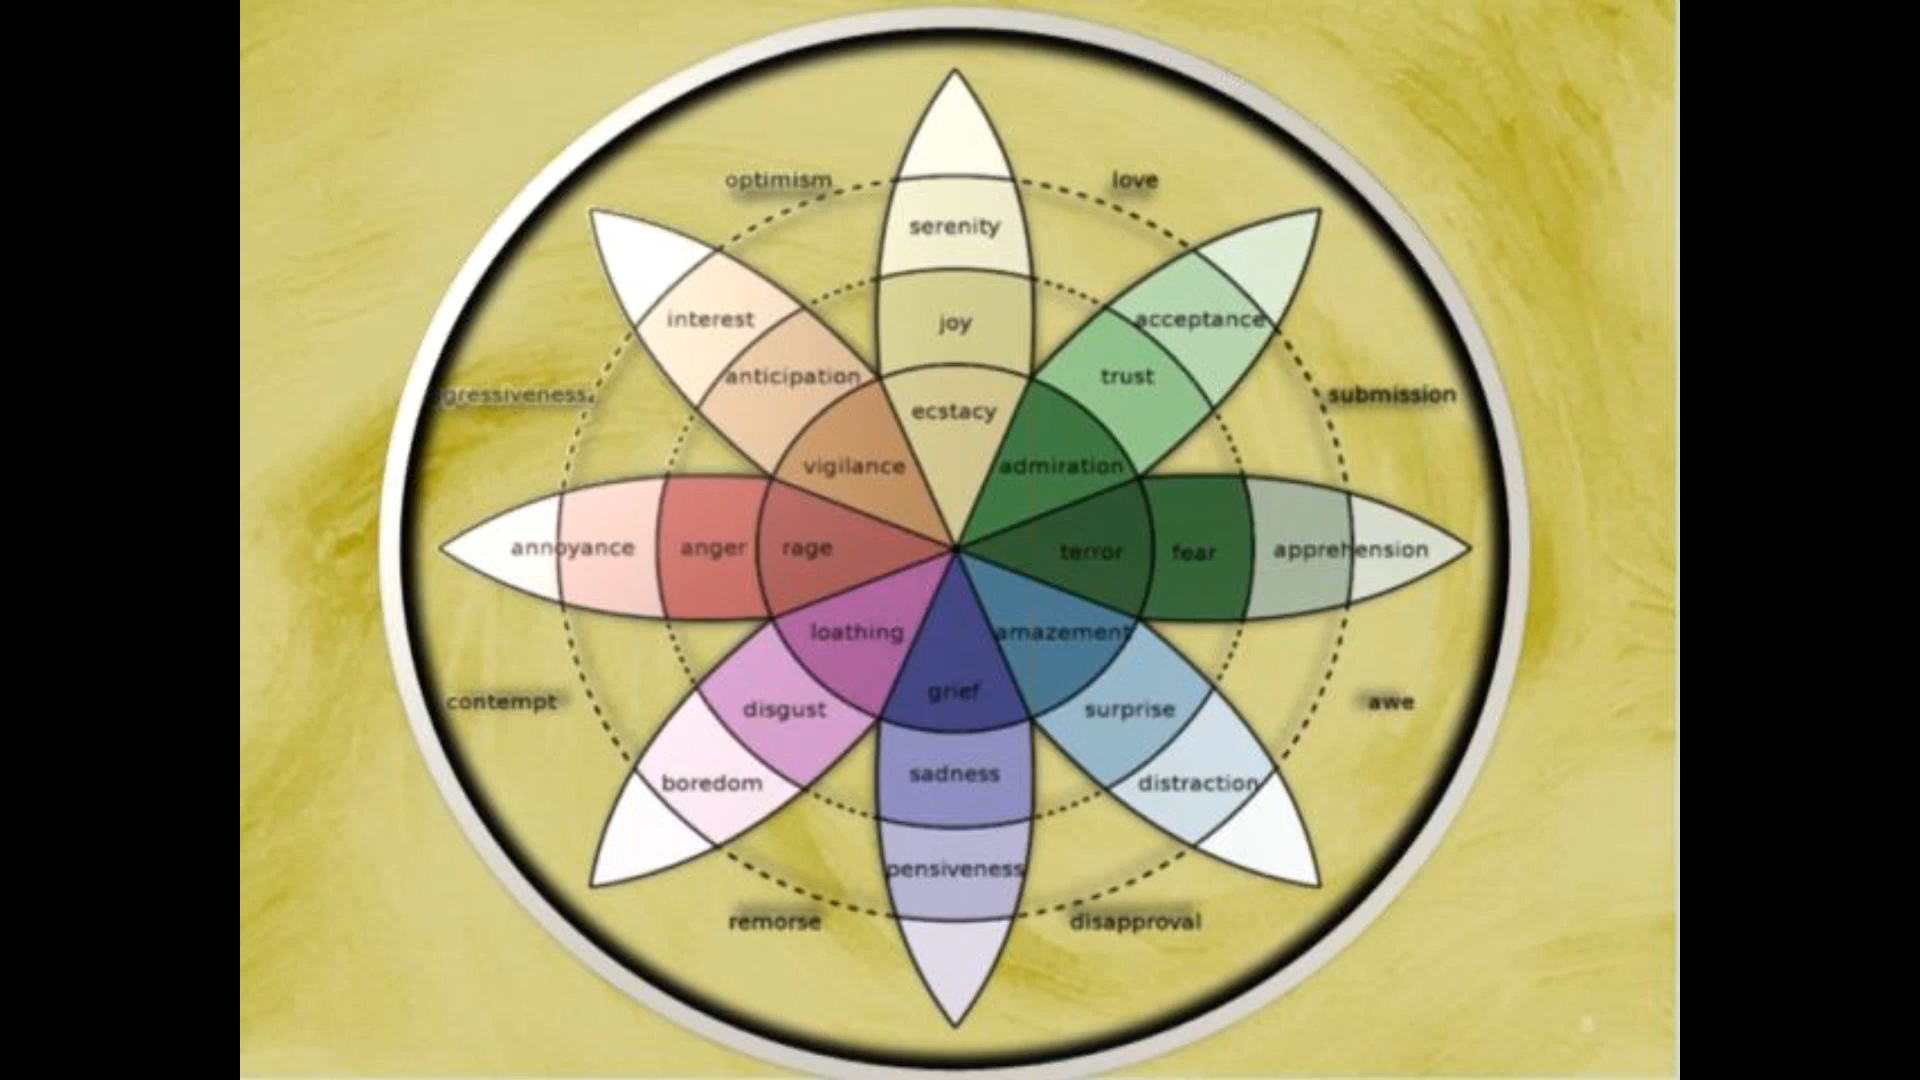 optimism
love
serenity
interest
joy
acceptance
anticipation
trust
gressiveness
submission
ecstacy
vigilance
admiration
annoyance
anger
rage
terror
fear
apprehension
loathing
amazement
grief
disgust
surprise
contempt
awe
boredom
sadness
distraction
pensiveness
remorse
disapproval